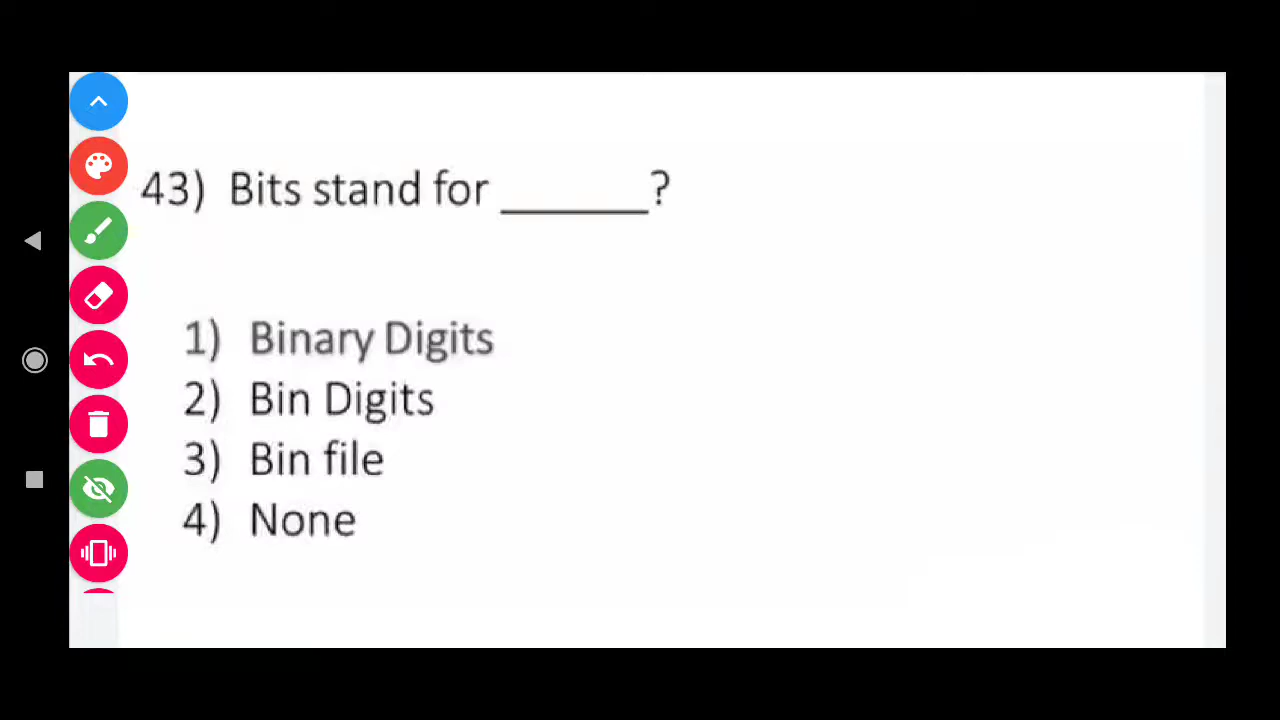 43) Bits stand for _______?
1) Binary Digits
2) Bin Digits
3) Bin file
4) None